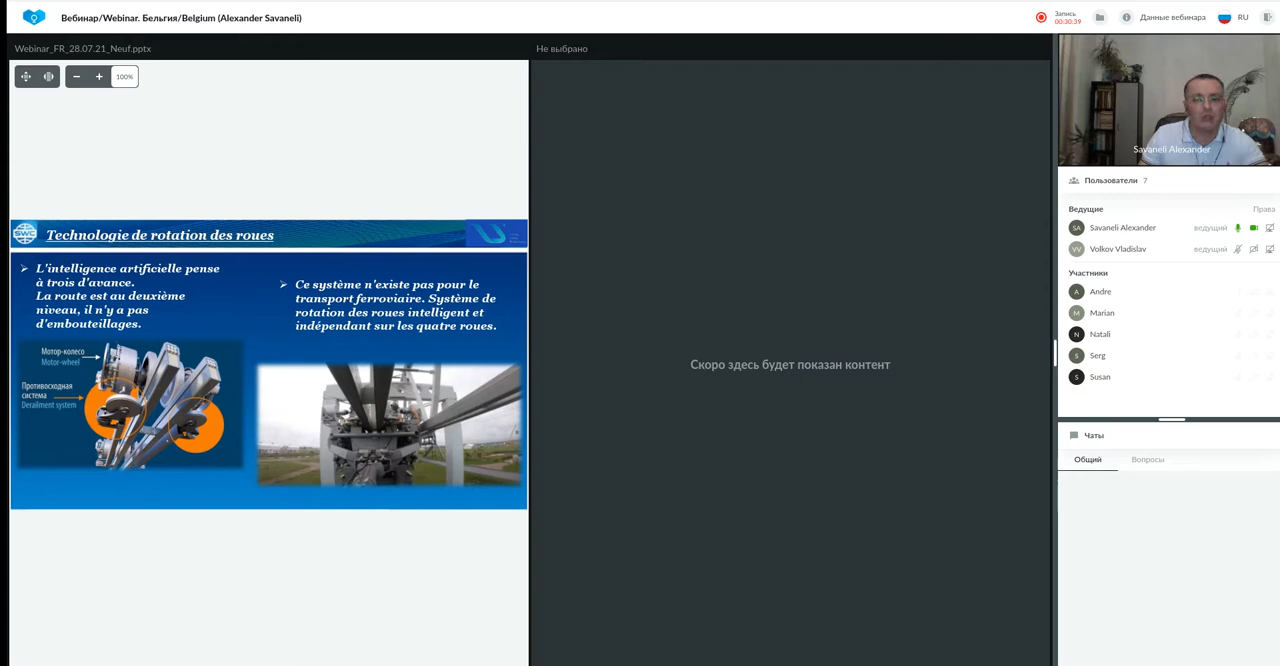 Вебинар/Webinar. Бельгия/Belgium (Alexander Savaneli)
Запись
00:30:39
Данные вебинара
RU
Webinar_FR_28.07.21_Neuf.pptx
Не выбрано
100%
SWC
Technologie de rotation des roues
L'intelligence artificielle pense
à trois d'avance.
La route est au deuxième
niveau, il n'y a pas
d'embouteillages.
Ce système n'existe pas pour le
transport ferroviaire. Système de
rotation des roues intelligent et
indépendant sur les quatre roues.
Мотор-колесо
Motor-wheel
Противосходная
система
Derailment system
Скоро здесь будет показан контент
Savaneli Alexander
Пользователи 7
Ведущие Права
SA Savaneli Alexander ведущий
VV Volkov Vladislav ведущий
Участники
A Andre
M Marian
N Natali
S Serg
S Susan
Чаты
Общий Вопросы